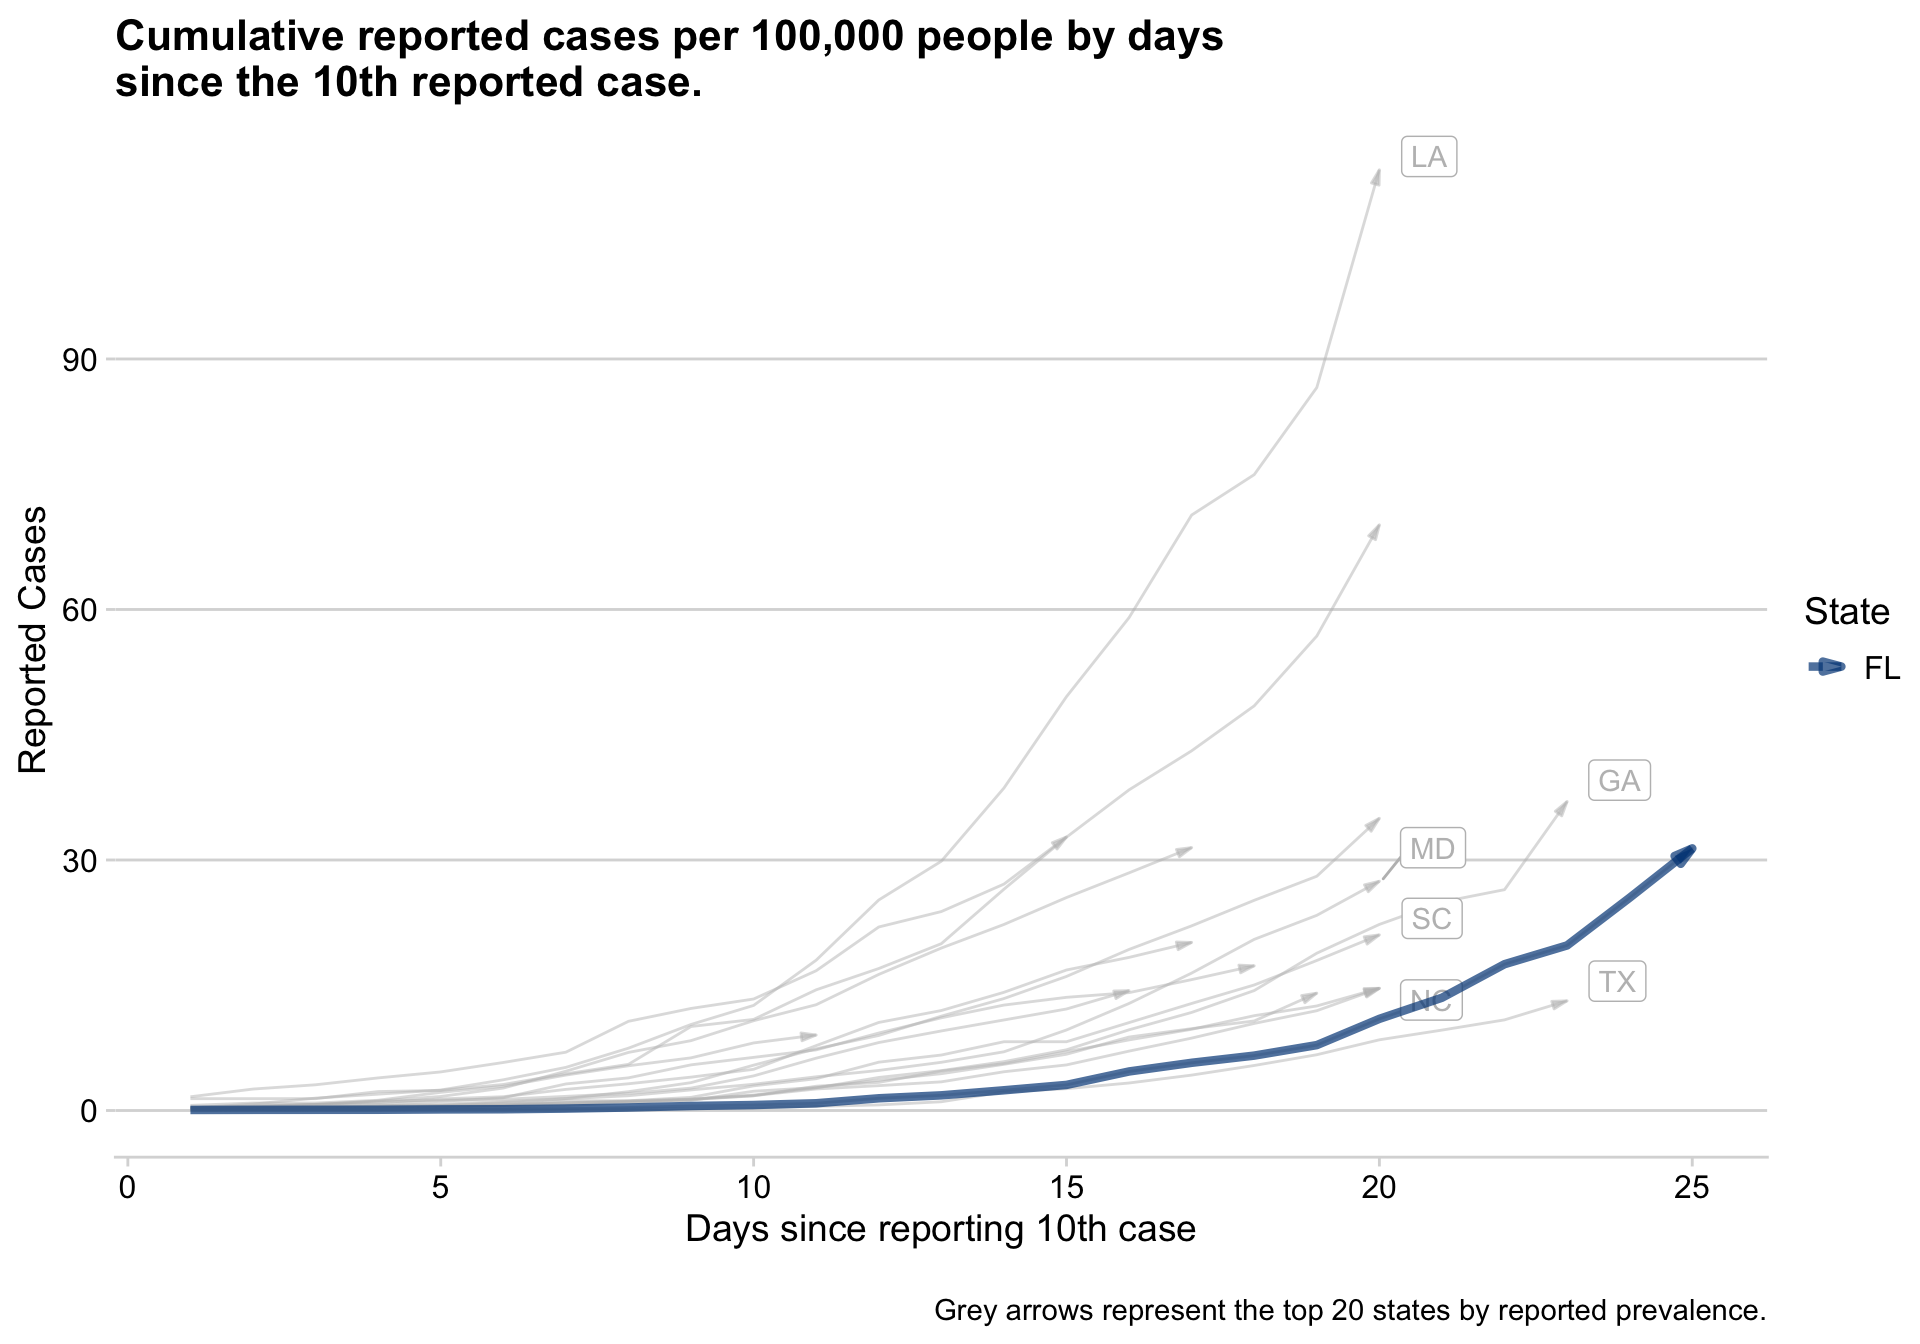 Cumulative reported cases per 100,000 people by days
since the 10th reported case.
LA
90
60
State
FL
Reported Cases
GA
MD
30
SC
TX
NC
0
0 5 10 15 20 25
Days since reporting 10th case
Grey arrows represent the top 20 states by reported prevalence.